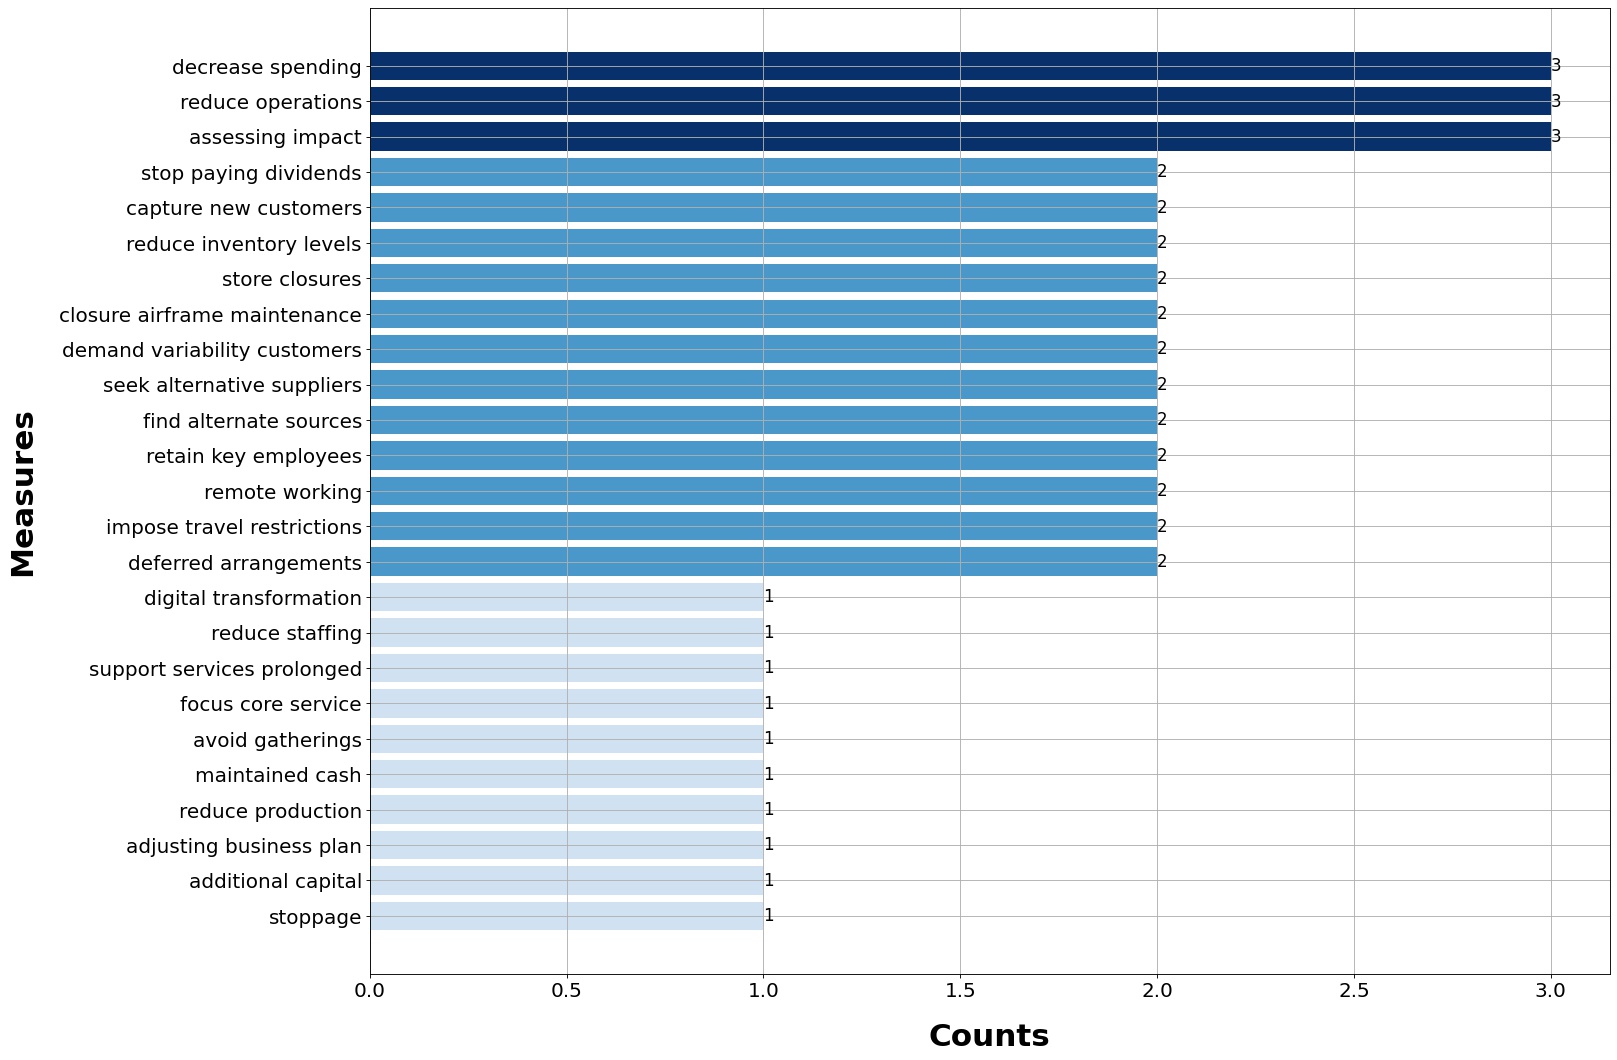 decrease spending 3
reduce operations 3
assessing impact 3
stop paying dividends 2
capture new customers 2
reduce inventory levels 2
store closures 2
closure airframe maintenance 2
demand variability customers 2
seek alternative suppliers 2
find alternate sources 2
retain key employees 2
remote working 2
impose travel restrictions 2
deferred arrangements 2
digital transformation 1
reduce staffing 1
support services prolonged 1
focus core service 1
avoid gatherings 1
maintained cash 1
reduce production 1
adjusting business plan 1
additional capital 1
stoppage 1
Measures
0.0 0.5 1.0 1.5 2.0 2.5 3.0
Counts